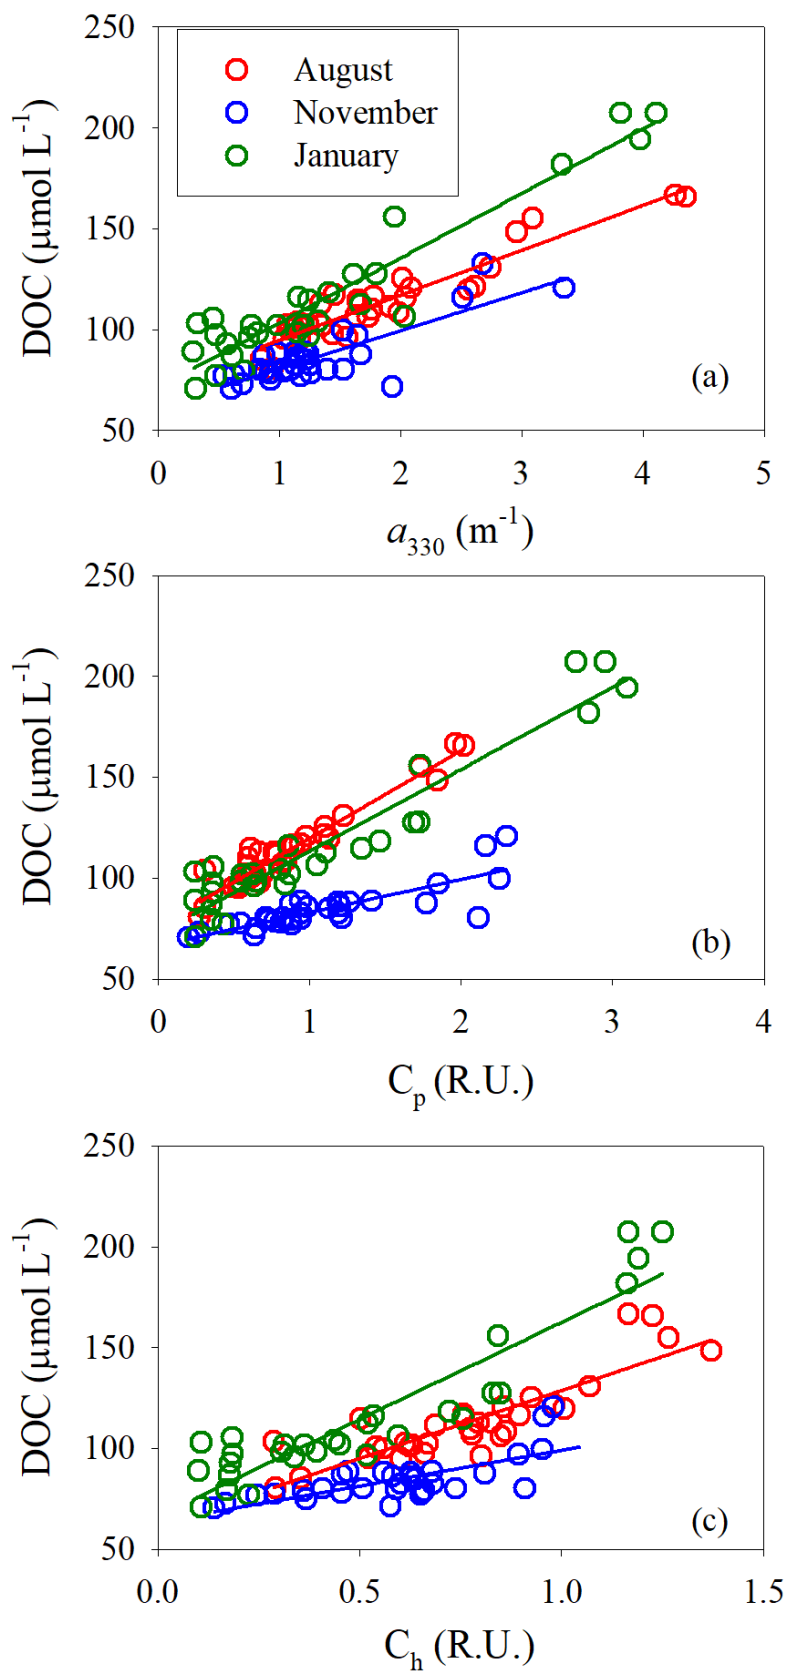 250
200
150
100
50
DOC (µmol L⁻¹)
August
November
January
(a)
0 1 2 3 4 5
a₃₃₀ (m⁻¹)
250
200
150
100
50
DOC (µmol L⁻¹)
(b)
0 1 2 3 4
Cₚ (R.U.)
250
200
150
100
50
DOC (µmol L⁻¹)
(c)
0.0 0.5 1.0 1.5
Cₕ (R.U.)